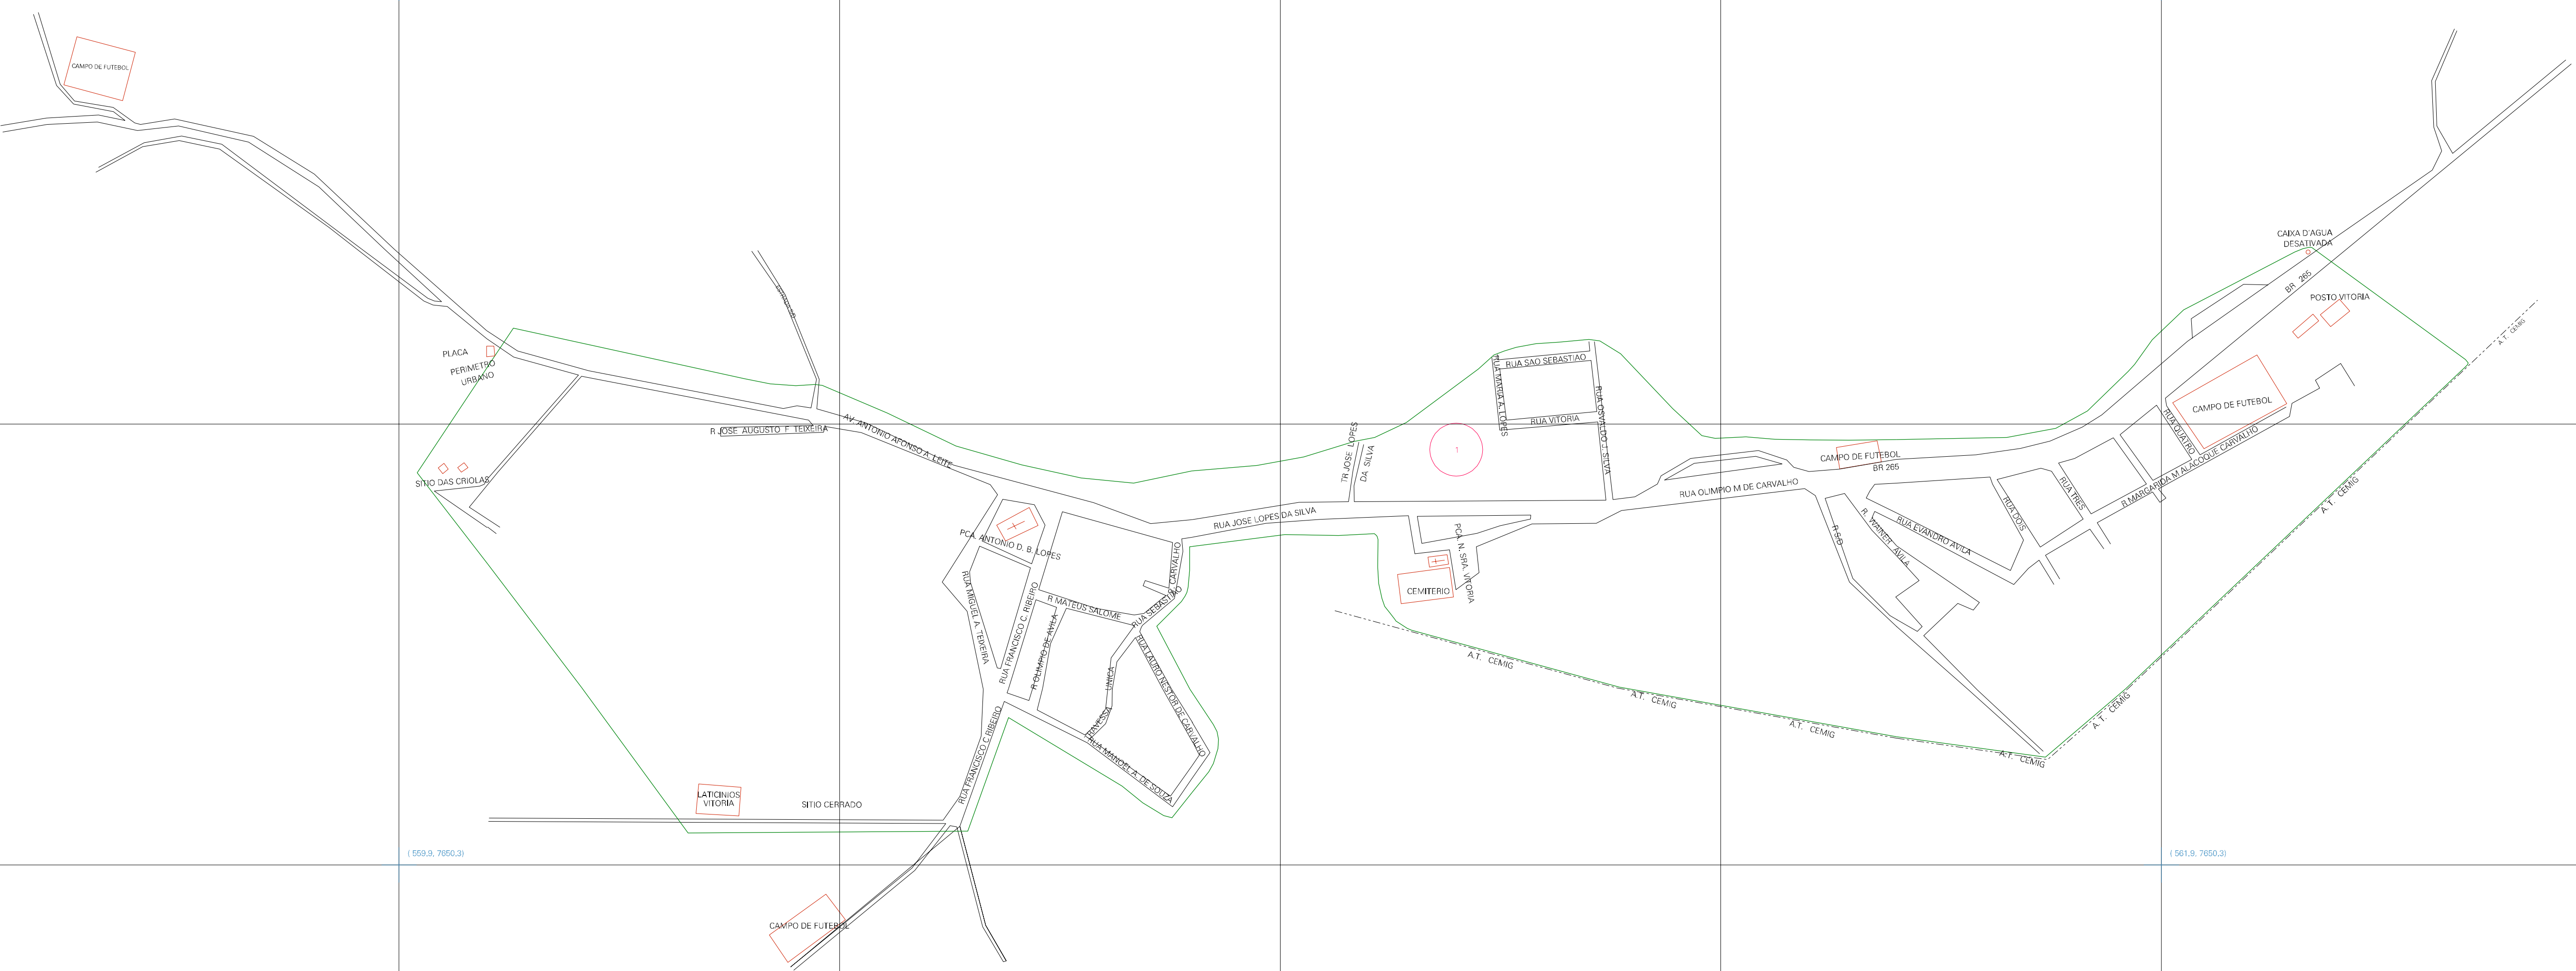 CAMPO DE FUTEBOL
CAIXA D'AGUA
DESATIVADA
BR 265
POSTO VITORIA
A.T. CEMIG
PLACA
PERIMETRO
URBANO
SITIO DAS CRIOLAS
R JOSE AUGUSTO F TEIXEIRA
AV. ANTONIO AFONSO A. LEITE
TR JOSE LOPES
DA SILVA
1
RUA SAO SEBASTIAO
RUA MARIA A. LOPES
RUA VITORIA
RUA OSVALDO J. SILVA
CAMPO DE FUTEBOL
BR 265
RUA OLIMPIO M DE CARVALHO
RUA JOSE LOPES DA SILVA
CAMPO DE FUTEBOL
RUA QUATRO
R MARGARIDA M ALACOQUE CARVALHO
RUA TRES
RUA DOIS
RUA EVANDRO AVILA
R. WAINER AVILA
R S/D
A. T. CEMIG
PCA. N. SRA. VITORIA
CEMITERIO
PCA. ANTONIO D. B. LOPES
RUA MIGUEL A. TEIXEIRA
RUA FRANCISCO C. RIBEIRO
R OLIMPIO DE AVILA
R MATEUS SALOME
RUA SEBASTIAO
CARVALHO
RUA LAURO NESTOR DE CARVALHO
TRAVESSA
UNICA
RUA MANOEL A. DE SOUZA
RUA FRANCISCO C RIBEIRO
A.T. CEMIG
A.T. CEMIG
A.T. CEMIG
A.T. CEMIG
A. T. CEMIG
LATICINIOS
VITORIA
SITIO CERRADO
( 559.9, 7650.3)
( 561.9, 7650.3)
CAMPO DE FUTEBOL